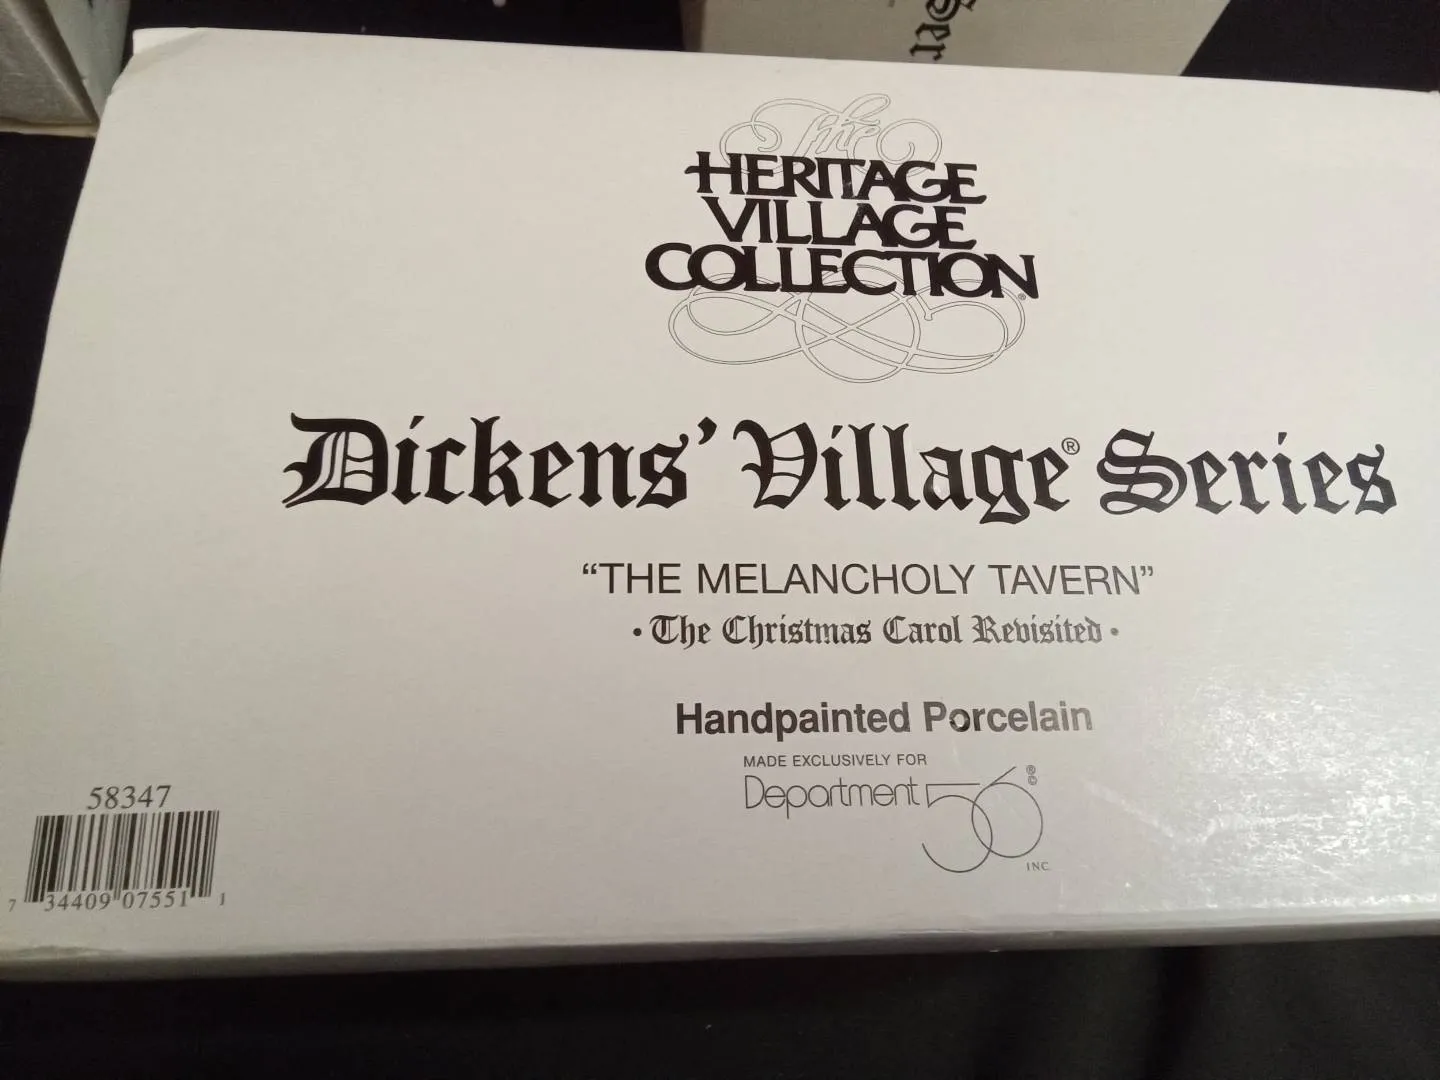 Ser
The
HERITAGE
VILLAGE
COLLECTION®
Dickens' Village® Series
“THE MELANCHOLY TAVERN”
• The Christmas Carol Revisited •
Handpainted Porcelain
MADE EXCLUSIVELY FOR
Department 56®©
INC.
58347
7 34409 07551 1